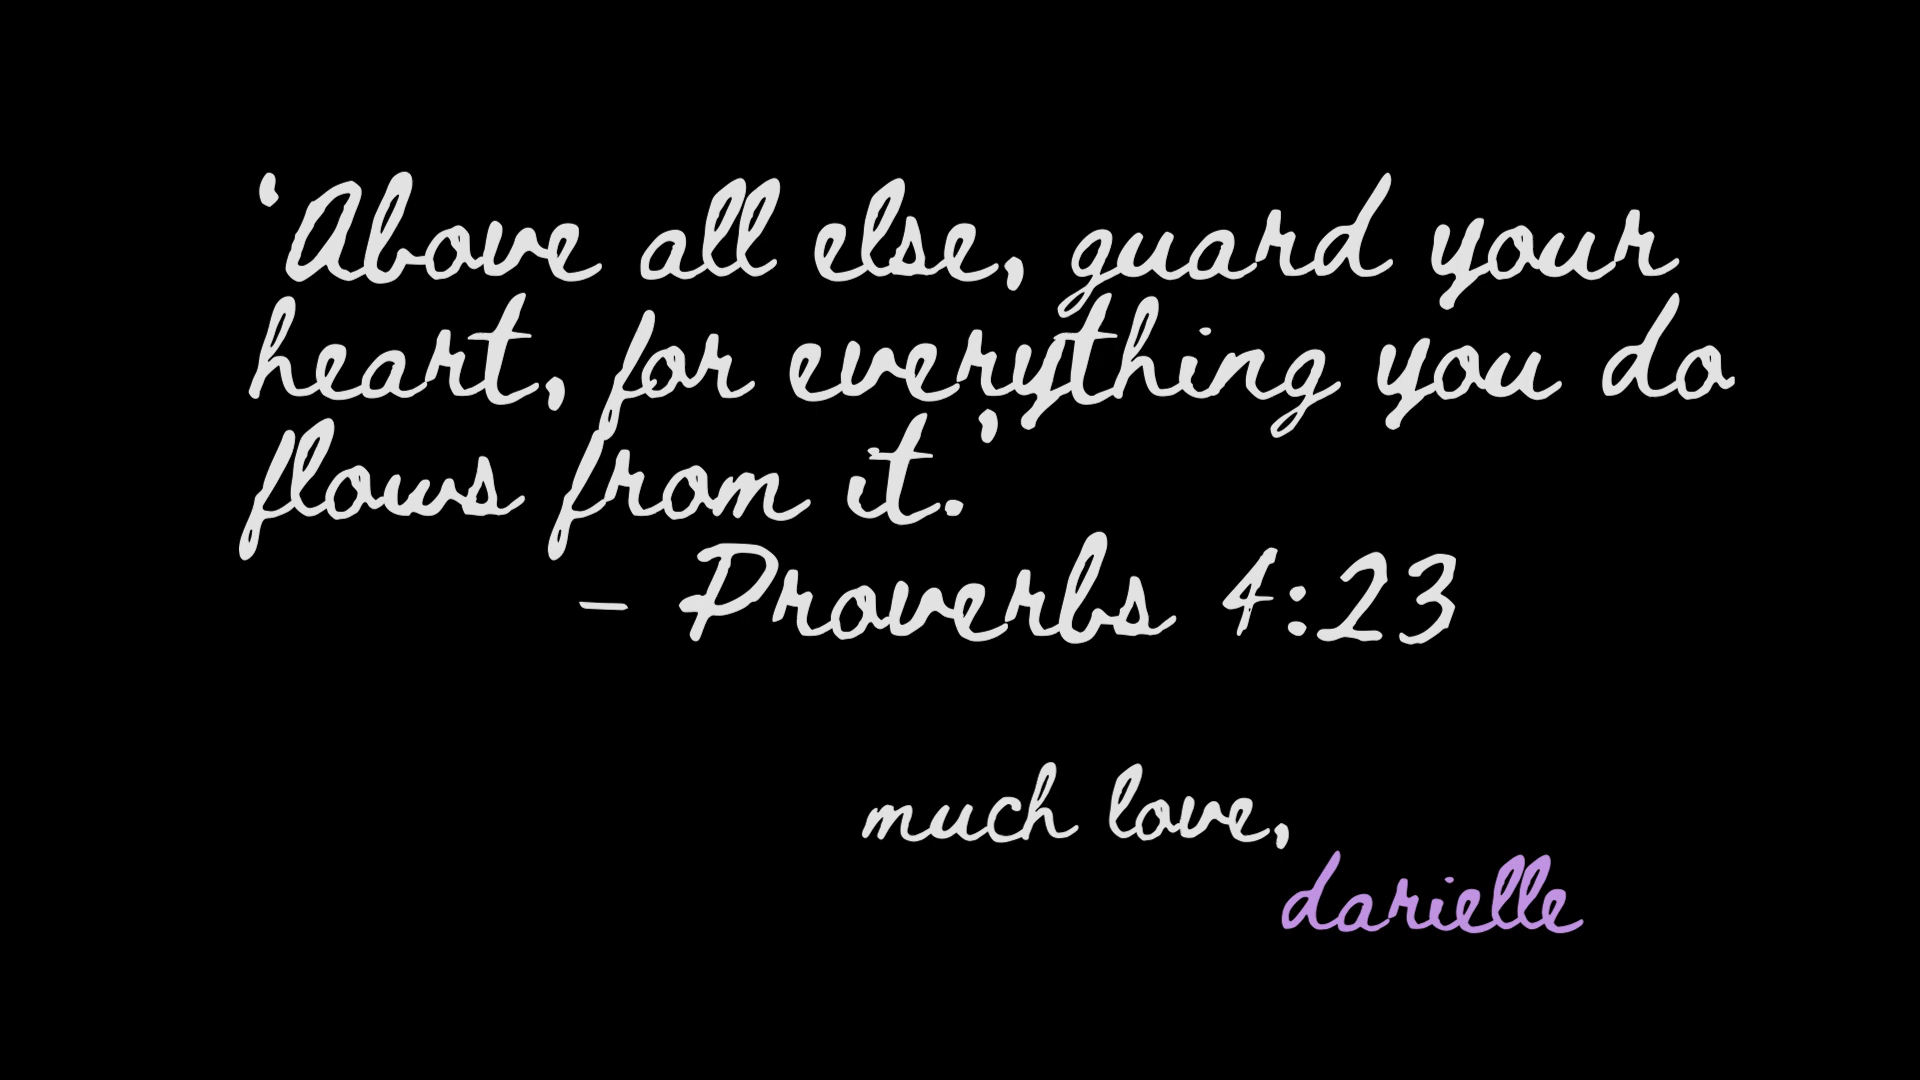 ‘Above all else, guard your
heart, for everything you do
flows from it.’
– Proverbs 4:23
much love,
darielle